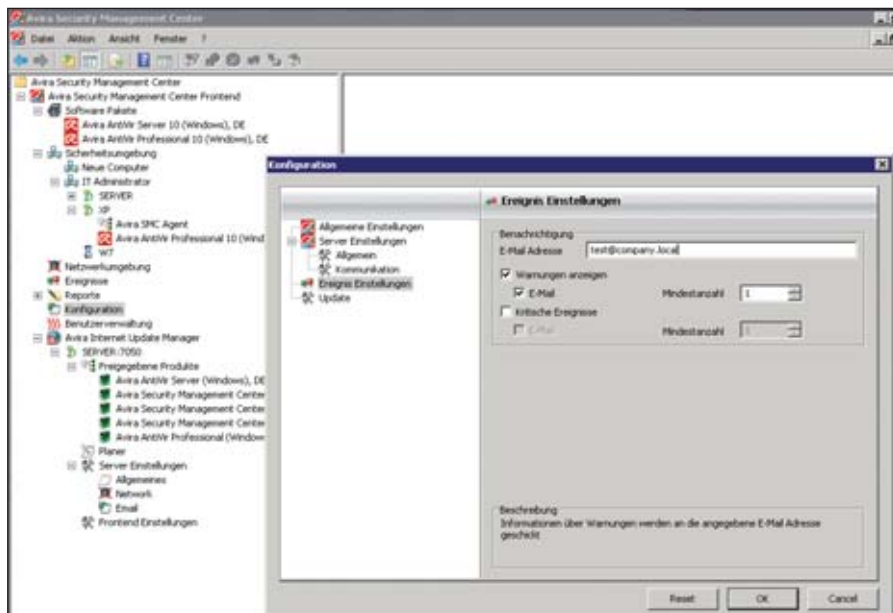 Avira Security Management Center
Datei Aktion Ansicht Fenster ?
Avira Security Management Center
Avira Security Management Center Frontend
Software Pakete
Avira AntiVir Server 10 (Windows), DE
Avira AntiVir Professional 10 (Windows), DE
Sicherheitsumgebung
Neue Computer
IT Administrator
SERVER
XP
Avira SMC Agent
Avira AntiVir Professional 10 (Wind
W7
Netzwerkumgebung
Ereignisse
Reporte
Konfiguration
Benutzerverwaltung
Avira Internet Update Manager
SERVER:7050
Freigegebene Produkte
Avira AntiVir Server (Windows), DE
Avira Security Management Center
Avira Security Management Center
Avira Security Management Center
Avira AntiVir Professional (Window
Planer
Server Einstellungen
Allgemeines
Network
Email
Frontend Einstellungen
Konfiguration
Allgemeine Einstellungen
Server Einstellungen
Allgemein
Kommunikation
Ereignis Einstellungen
Update
Ereignis Einstellungen
Benachrichtigung
E-Mail Adresse test@company.local
Warnungen anzeigen
E-Mail Mindestanzahl 1
Kritische Ereignisse
E-Mail Mindestanzahl 1
Beschreibung
Informationen über Warnungen werden an die angegebene E-Mail Adresse
geschickt
Reset OK Cancel